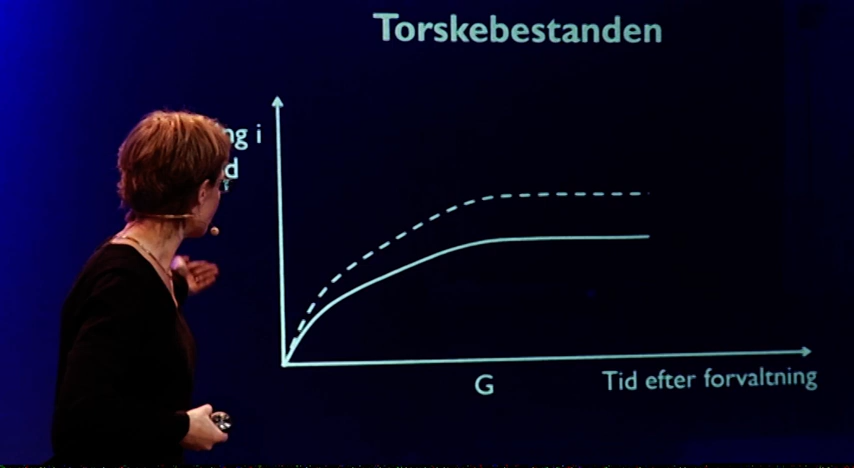 Torskebestanden
i
G
Tid efter forvaltning